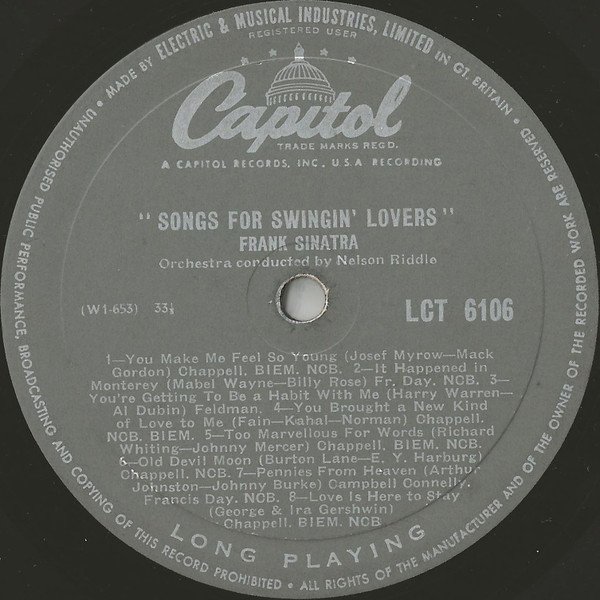 MADE BY ELECTRIC & MUSICAL INDUSTRIES, LIMITED IN GT. BRITAIN
REGISTERED USER
Capitol
TRADE MARKS REGD.
A CAPITOL RECORDS, INC., U.S.A. RECORDING
"SONGS FOR SWINGIN' LOVERS"
FRANK SINATRA
Orchestra conducted by Nelson Riddle
(W1-653) 33⅓
LCT 6106
1—You Make Me Feel So Young (Josef Myrow—Mack
Gordon) Chappell. BIEM. NCB. 2—It Happened in
Monterey (Mabel Wayne—Billy Rose) Fr. Day. NCB. 3—
You're Getting To Be a Habit With Me (Harry Warren—
Al Dubin) Feldman. 4—You Brought a New Kind
of Love to Me (Fain—Kahal—Norman) Chappell.
NCB. BIEM. 5—Too Marvellous For Words (Richard
Whiting—Johnny Mercer) Chappell. BIEM. NCB.
6—Old Devil Moon (Burton Lane—E. Y. Harburg)
Chappell. NCB. 7—Pennies From Heaven (Arthur
Johnston—Johnny Burke) Campbell Connelly.
Francis Day. NCB. 8—Love Is Here to Stay
(George & Ira Gershwin)
Chappell. BIEM. NCB
LONG PLAYING
UNAUTHORISED PUBLIC PERFORMANCE, BROADCASTING AND COPYING OF THIS RECORD PROHIBITED • ALL RIGHTS OF THE MANUFACTURER AND OF THE OWNER OF THE RECORDED WORK ARE RESERVED •